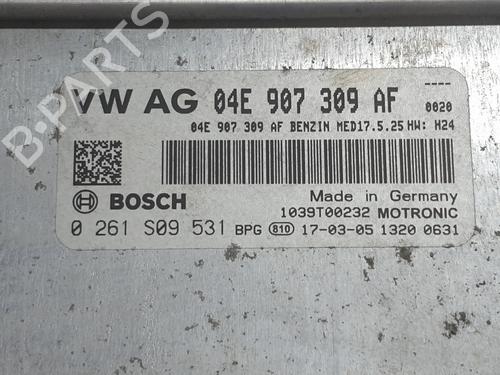 B-PARTS
----
VW AG 04E 907 309 AF 0020
04E 907 309 AF BENZIN MED17.5.25 HW: H24
BOSCH
Made in Germany
1039T00232 MOTRONIC
0 261 S09 531 BPG 810 17-03-05 1320 0631